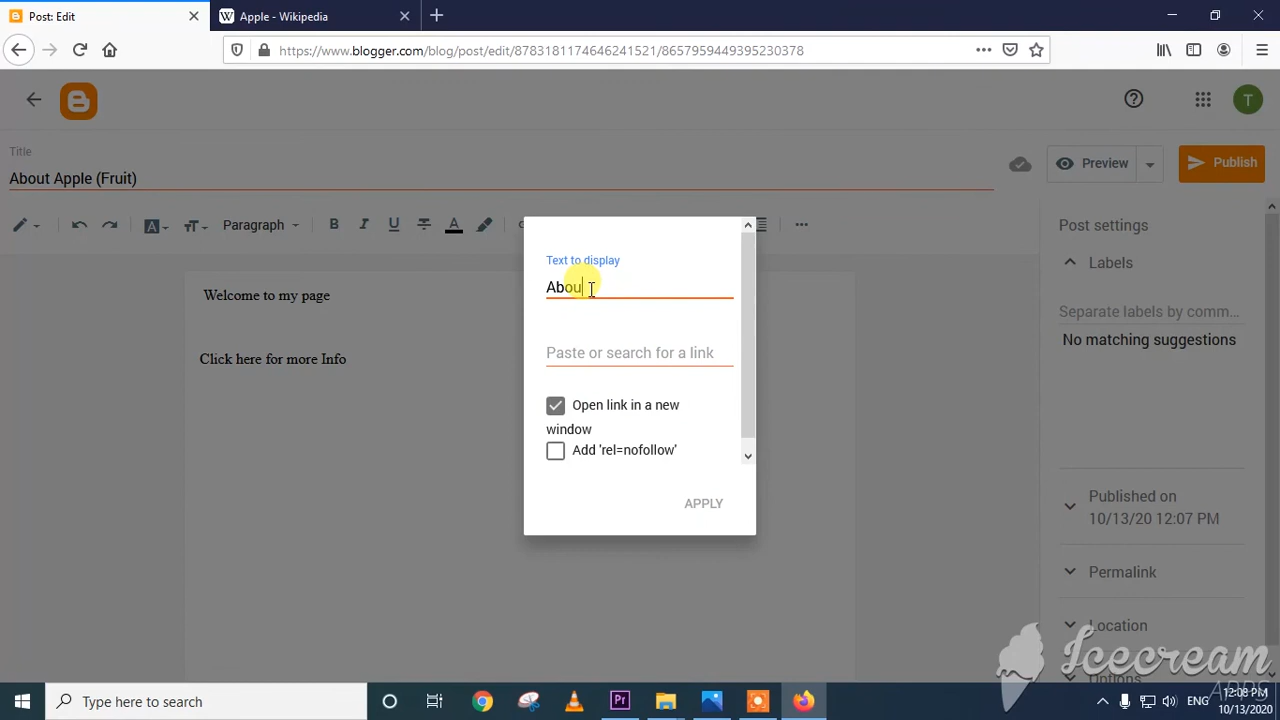 Post: Edit
Apple - Wikipedia
https://www.blogger.com/blog/post/edit/8783181174646241521/8657959449395230378
T
Title
About Apple (Fruit)
Preview
Publish
Paragraph
B I U
Post settings
Labels
Separate labels by comm...
No matching suggestions
Welcome to my page
Click here for more Info
Text to display
Abou
Paste or search for a link
Open link in a new
window
Add 'rel=nofollow'
APPLY
Published on
10/13/20 12:07 PM
Permalink
Location
Options
Icecream
APPS
Type here to search
Pr
ENG
12:08 PM
10/13/2020